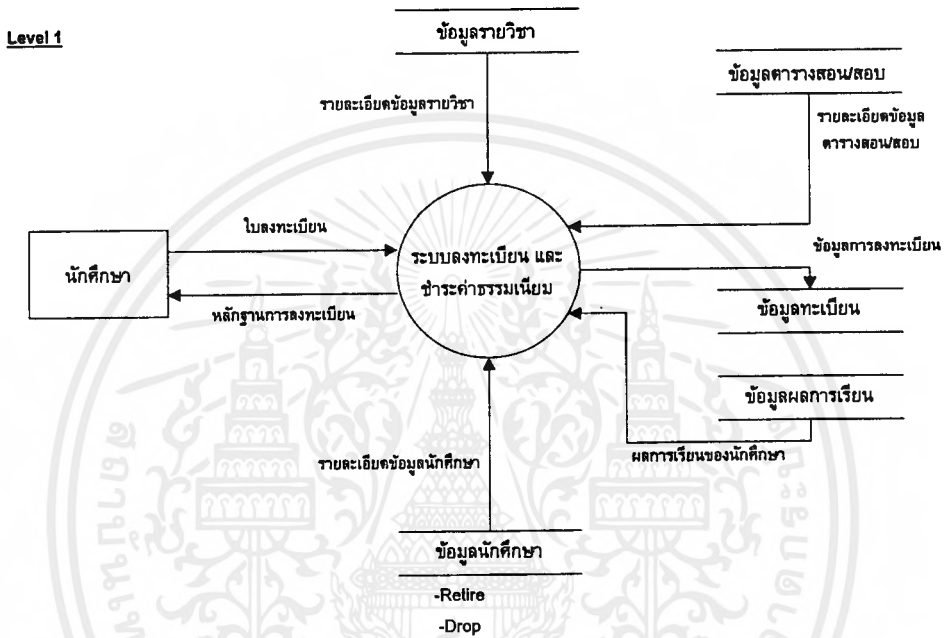 Level 1
ข้อมูลรายวิชา
ข้อมูลตารางสอน/สอบ
รายละเอียดข้อมูลรายวิชา
รายละเอียดข้อมูล
ตารางสอน/สอบ
ใบลงทะเบียน
นักศึกษา
หลักฐานการลงทะเบียน
ระบบลงทะเบียน และ
ชำระค่าธรรมเนียม
ข้อมูลการลงทะเบียน
ข้อมูลทะเบียน
ข้อมูลผลการเรียน
ผลการเรียนของนักศึกษา
รายละเอียดข้อมูลนักศึกษา
ข้อมูลนักศึกษา
-Retire
-Drop